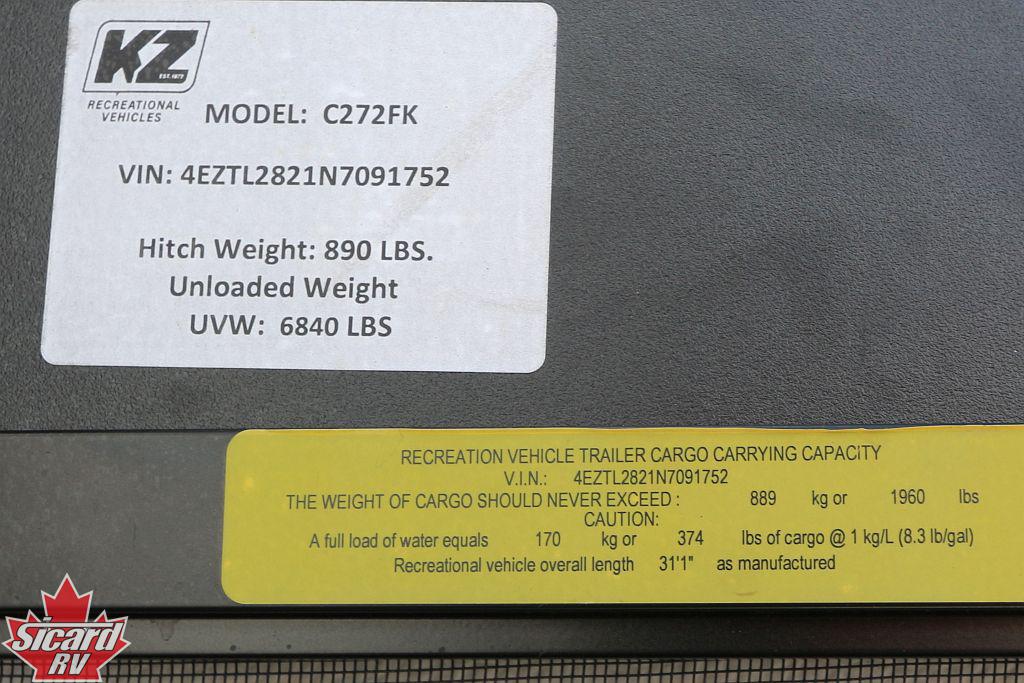 KZ
EST. 1972
RECREATIONAL
VEHICLES
MODEL: C272FK
VIN: 4EZTL2821N7091752
Hitch Weight: 890 LBS.
Unloaded Weight
UVW: 6840 LBS
RECREATION VEHICLE TRAILER CARGO CARRYING CAPACITY
V.I.N.: 4EZTL2821N7091752
THE WEIGHT OF CARGO SHOULD NEVER EXCEED : 889 kg or 1960 lbs
CAUTION:
A full load of water equals 170 kg or 374 lbs of cargo @ 1 kg/L (8.3 lb/gal)
Recreational vehicle overall length 31'1" as manufactured
Sicard
RV